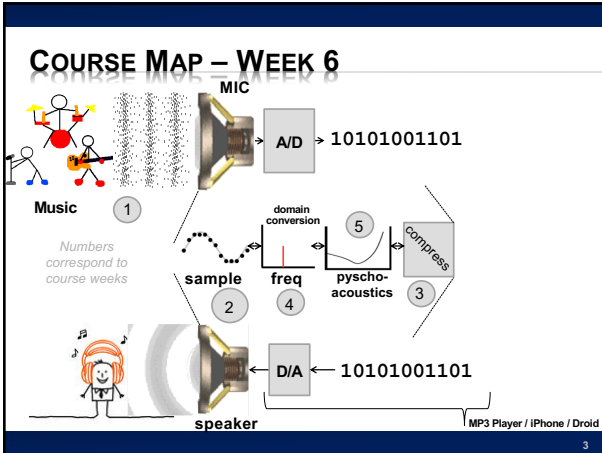 COURSE MAP – WEEK 6
MIC
A/D
10101001101
Music
1
Numbers
correspond to
course weeks
sample
2
domain
conversion
freq
4
5
pyscho-
acoustics
compress
3
speaker
D/A
10101001101
MP3 Player / iPhone / Droid
3